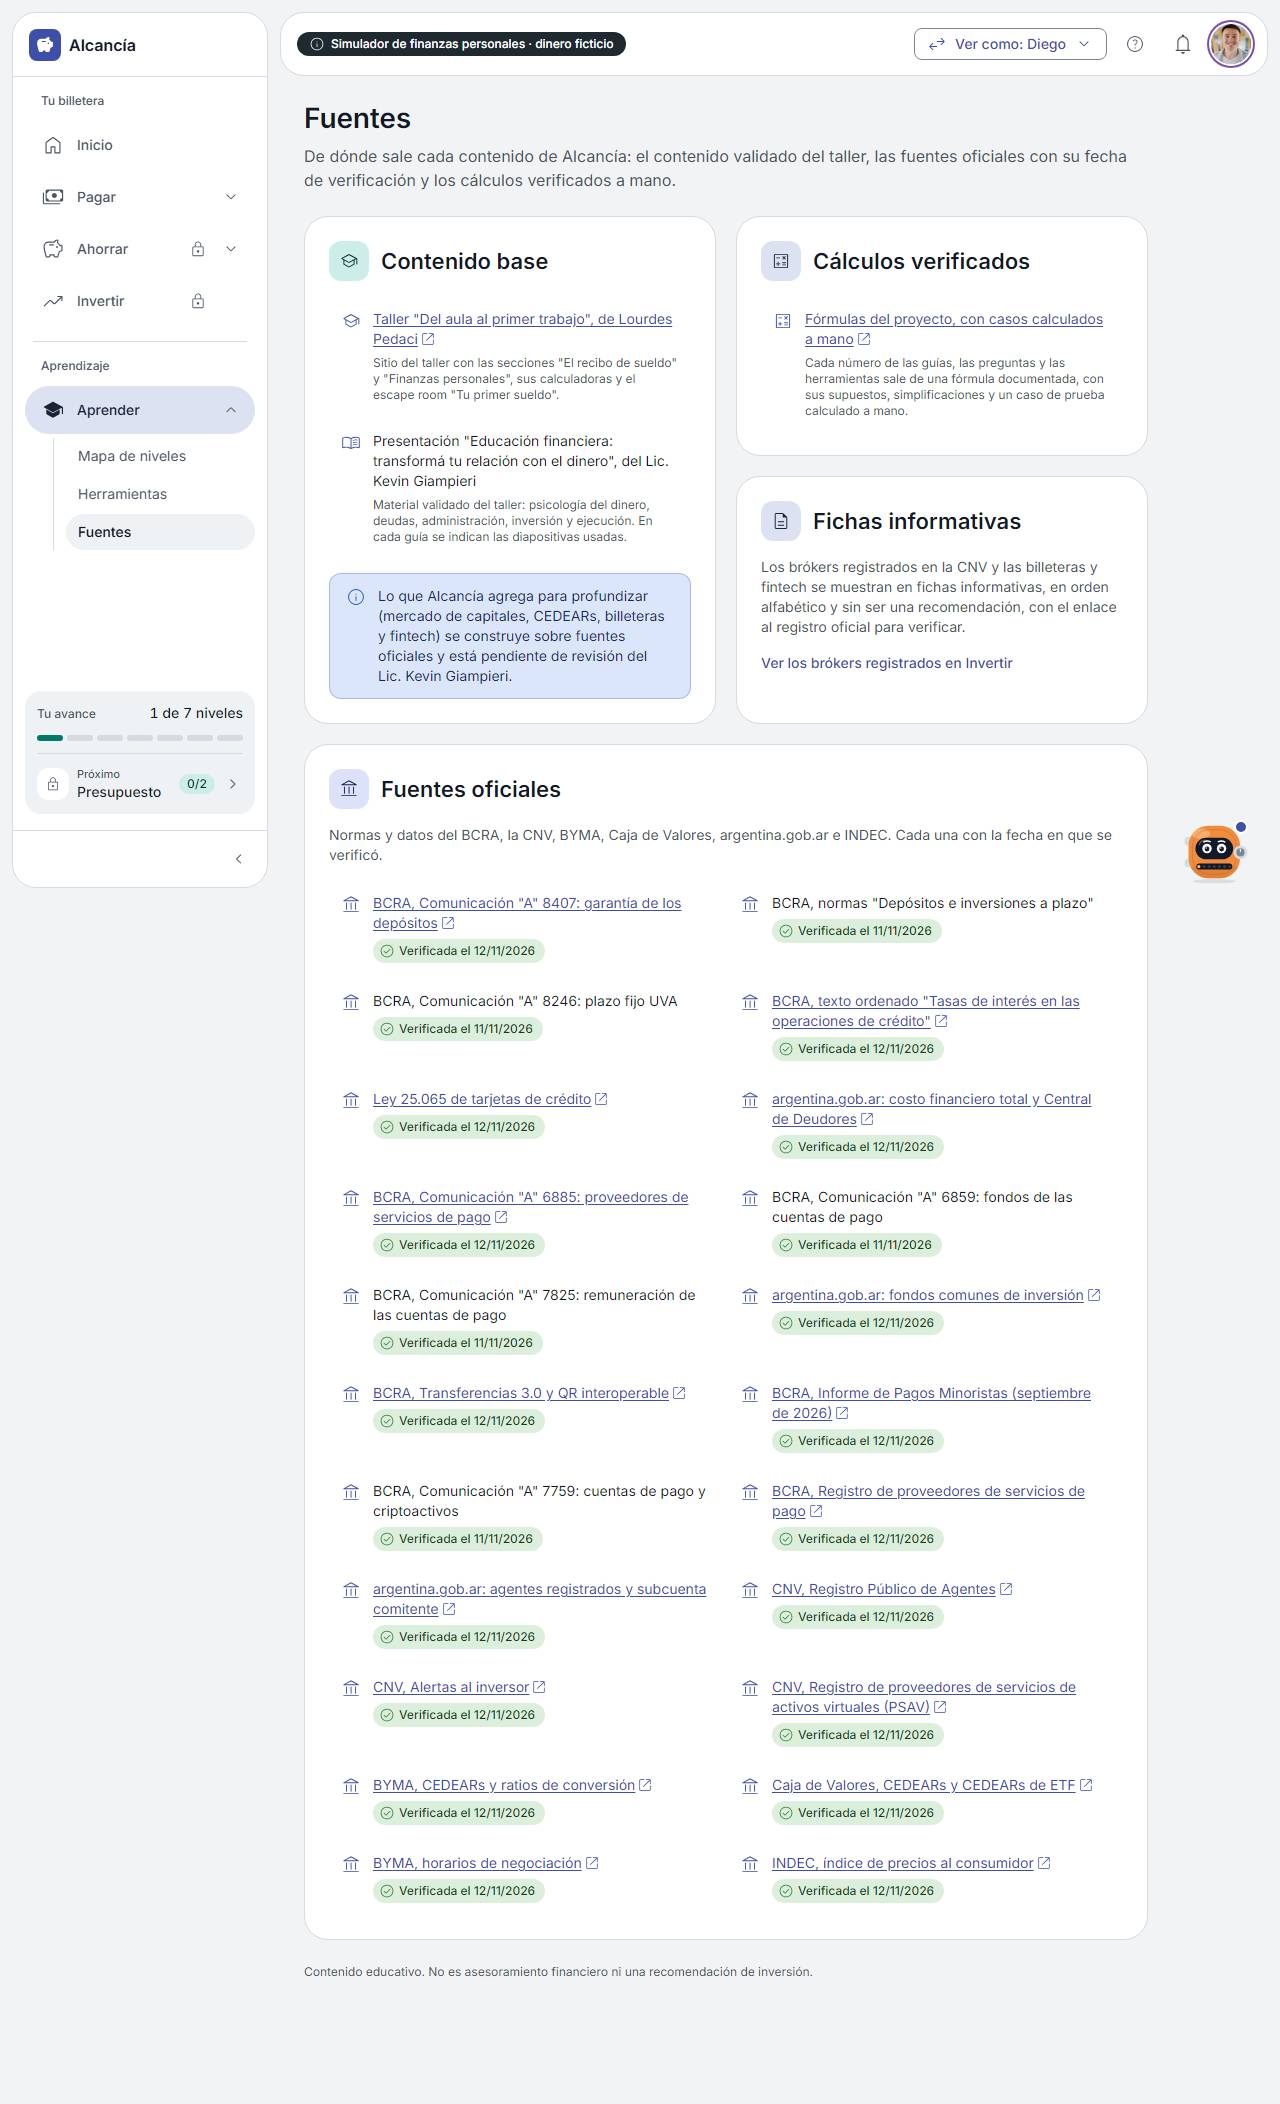 Alcancía
Tu billetera
Inicio
Pagar
Ahorrar
Invertir
Aprendizaje
Aprender
Mapa de niveles
Herramientas
Fuentes
Tu avance
1 de 7 niveles
Próximo
Presupuesto
0/2
Simulador de finanzas personales · dinero ficticio
Ver como: Diego
Fuentes
De dónde sale cada contenido de Alcancía: el contenido validado del taller, las fuentes oficiales con su fecha
de verificación y los cálculos verificados a mano.
Contenido base
Taller "Del aula al primer trabajo", de Lourdes
Pedaci
Sitio del taller con las secciones "El recibo de sueldo"
y "Finanzas personales", sus calculadoras y el
escape room "Tu primer sueldo".
Presentación "Educación financiera:
transformá tu relación con el dinero", del Lic.
Kevin Giampieri
Material validado del taller: psicología del dinero,
deudas, administración, inversión y ejecución. En
cada guía se indican las diapositivas usadas.
Lo que Alcancía agrega para profundizar
(mercado de capitales, CEDEARs, billeteras
y fintech) se construye sobre fuentes
oficiales y está pendiente de revisión del
Lic. Kevin Giampieri.
Cálculos verificados
Fórmulas del proyecto, con casos calculados
a mano
Cada número de las guías, las preguntas y las
herramientas sale de una fórmula documentada, con
sus supuestos, simplificaciones y un caso de prueba
calculado a mano.
Fichas informativas
Los brókers registrados en la CNV y las billeteras y
fintech se muestran en fichas informativas, en orden
alfabético y sin ser una recomendación, con el enlace
al registro oficial para verificar.
Ver los brókers registrados en Invertir
Fuentes oficiales
Normas y datos del BCRA, la CNV, BYMA, Caja de Valores, argentina.gob.ar e INDEC. Cada una con la fecha en que se
verificó.
BCRA, Comunicación "A" 8407: garantía de los
depósitos
Verificada el 12/11/2026
BCRA, normas "Depósitos e inversiones a plazo"
Verificada el 11/11/2026
BCRA, Comunicación "A" 8246: plazo fijo UVA
Verificada el 11/11/2026
BCRA, texto ordenado "Tasas de interés en las
operaciones de crédito"
Verificada el 12/11/2026
Ley 25.065 de tarjetas de crédito
Verificada el 12/11/2026
argentina.gob.ar: costo financiero total y Central
de Deudores
Verificada el 12/11/2026
BCRA, Comunicación "A" 6885: proveedores de
servicios de pago
Verificada el 12/11/2026
BCRA, Comunicación "A" 6859: fondos de las
cuentas de pago
Verificada el 11/11/2026
BCRA, Comunicación "A" 7825: remuneración de
las cuentas de pago
Verificada el 11/11/2026
argentina.gob.ar: fondos comunes de inversión
Verificada el 12/11/2026
BCRA, Transferencias 3.0 y QR interoperable
Verificada el 12/11/2026
BCRA, Informe de Pagos Minoristas (septiembre
de 2026)
Verificada el 12/11/2026
BCRA, Comunicación "A" 7759: cuentas de pago y
criptoactivos
Verificada el 11/11/2026
BCRA, Registro de proveedores de servicios de
pago
Verificada el 12/11/2026
argentina.gob.ar: agentes registrados y subcuenta
comitente
Verificada el 12/11/2026
CNV, Registro Público de Agentes
Verificada el 12/11/2026
CNV, Alertas al inversor
Verificada el 12/11/2026
CNV, Registro de proveedores de servicios de
activos virtuales (PSAV)
Verificada el 12/11/2026
BYMA, CEDEARs y ratios de conversión
Verificada el 12/11/2026
Caja de Valores, CEDEARs y CEDEARs de ETF
Verificada el 12/11/2026
BYMA, horarios de negociación
Verificada el 12/11/2026
INDEC, índice de precios al consumidor
Verificada el 12/11/2026
Contenido educativo. No es asesoramiento financiero ni una recomendación de inversión.